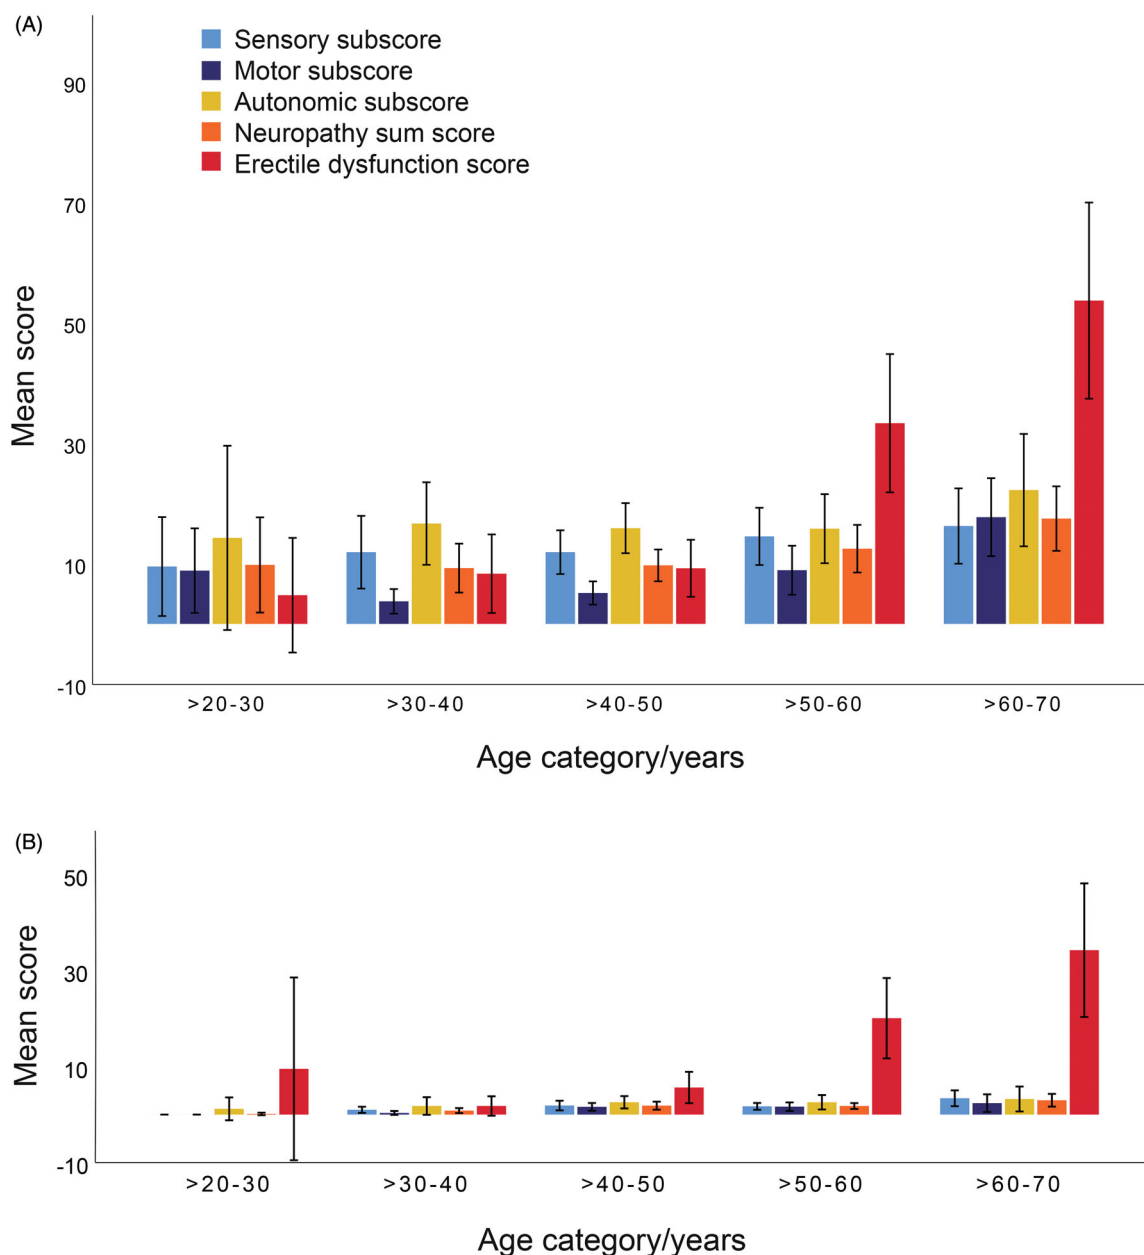 (A)
Sensory subscore
Motor subscore
Autonomic subscore
Neuropathy sum score
Erectile dysfunction score
90
70
50
30
10
-10
Mean score
>20-30 >30-40 >40-50 >50-60 >60-70
Age category/years
(B)
50
30
10
-10
Mean score
>20-30 >30-40 >40-50 >50-60 >60-70
Age category/years